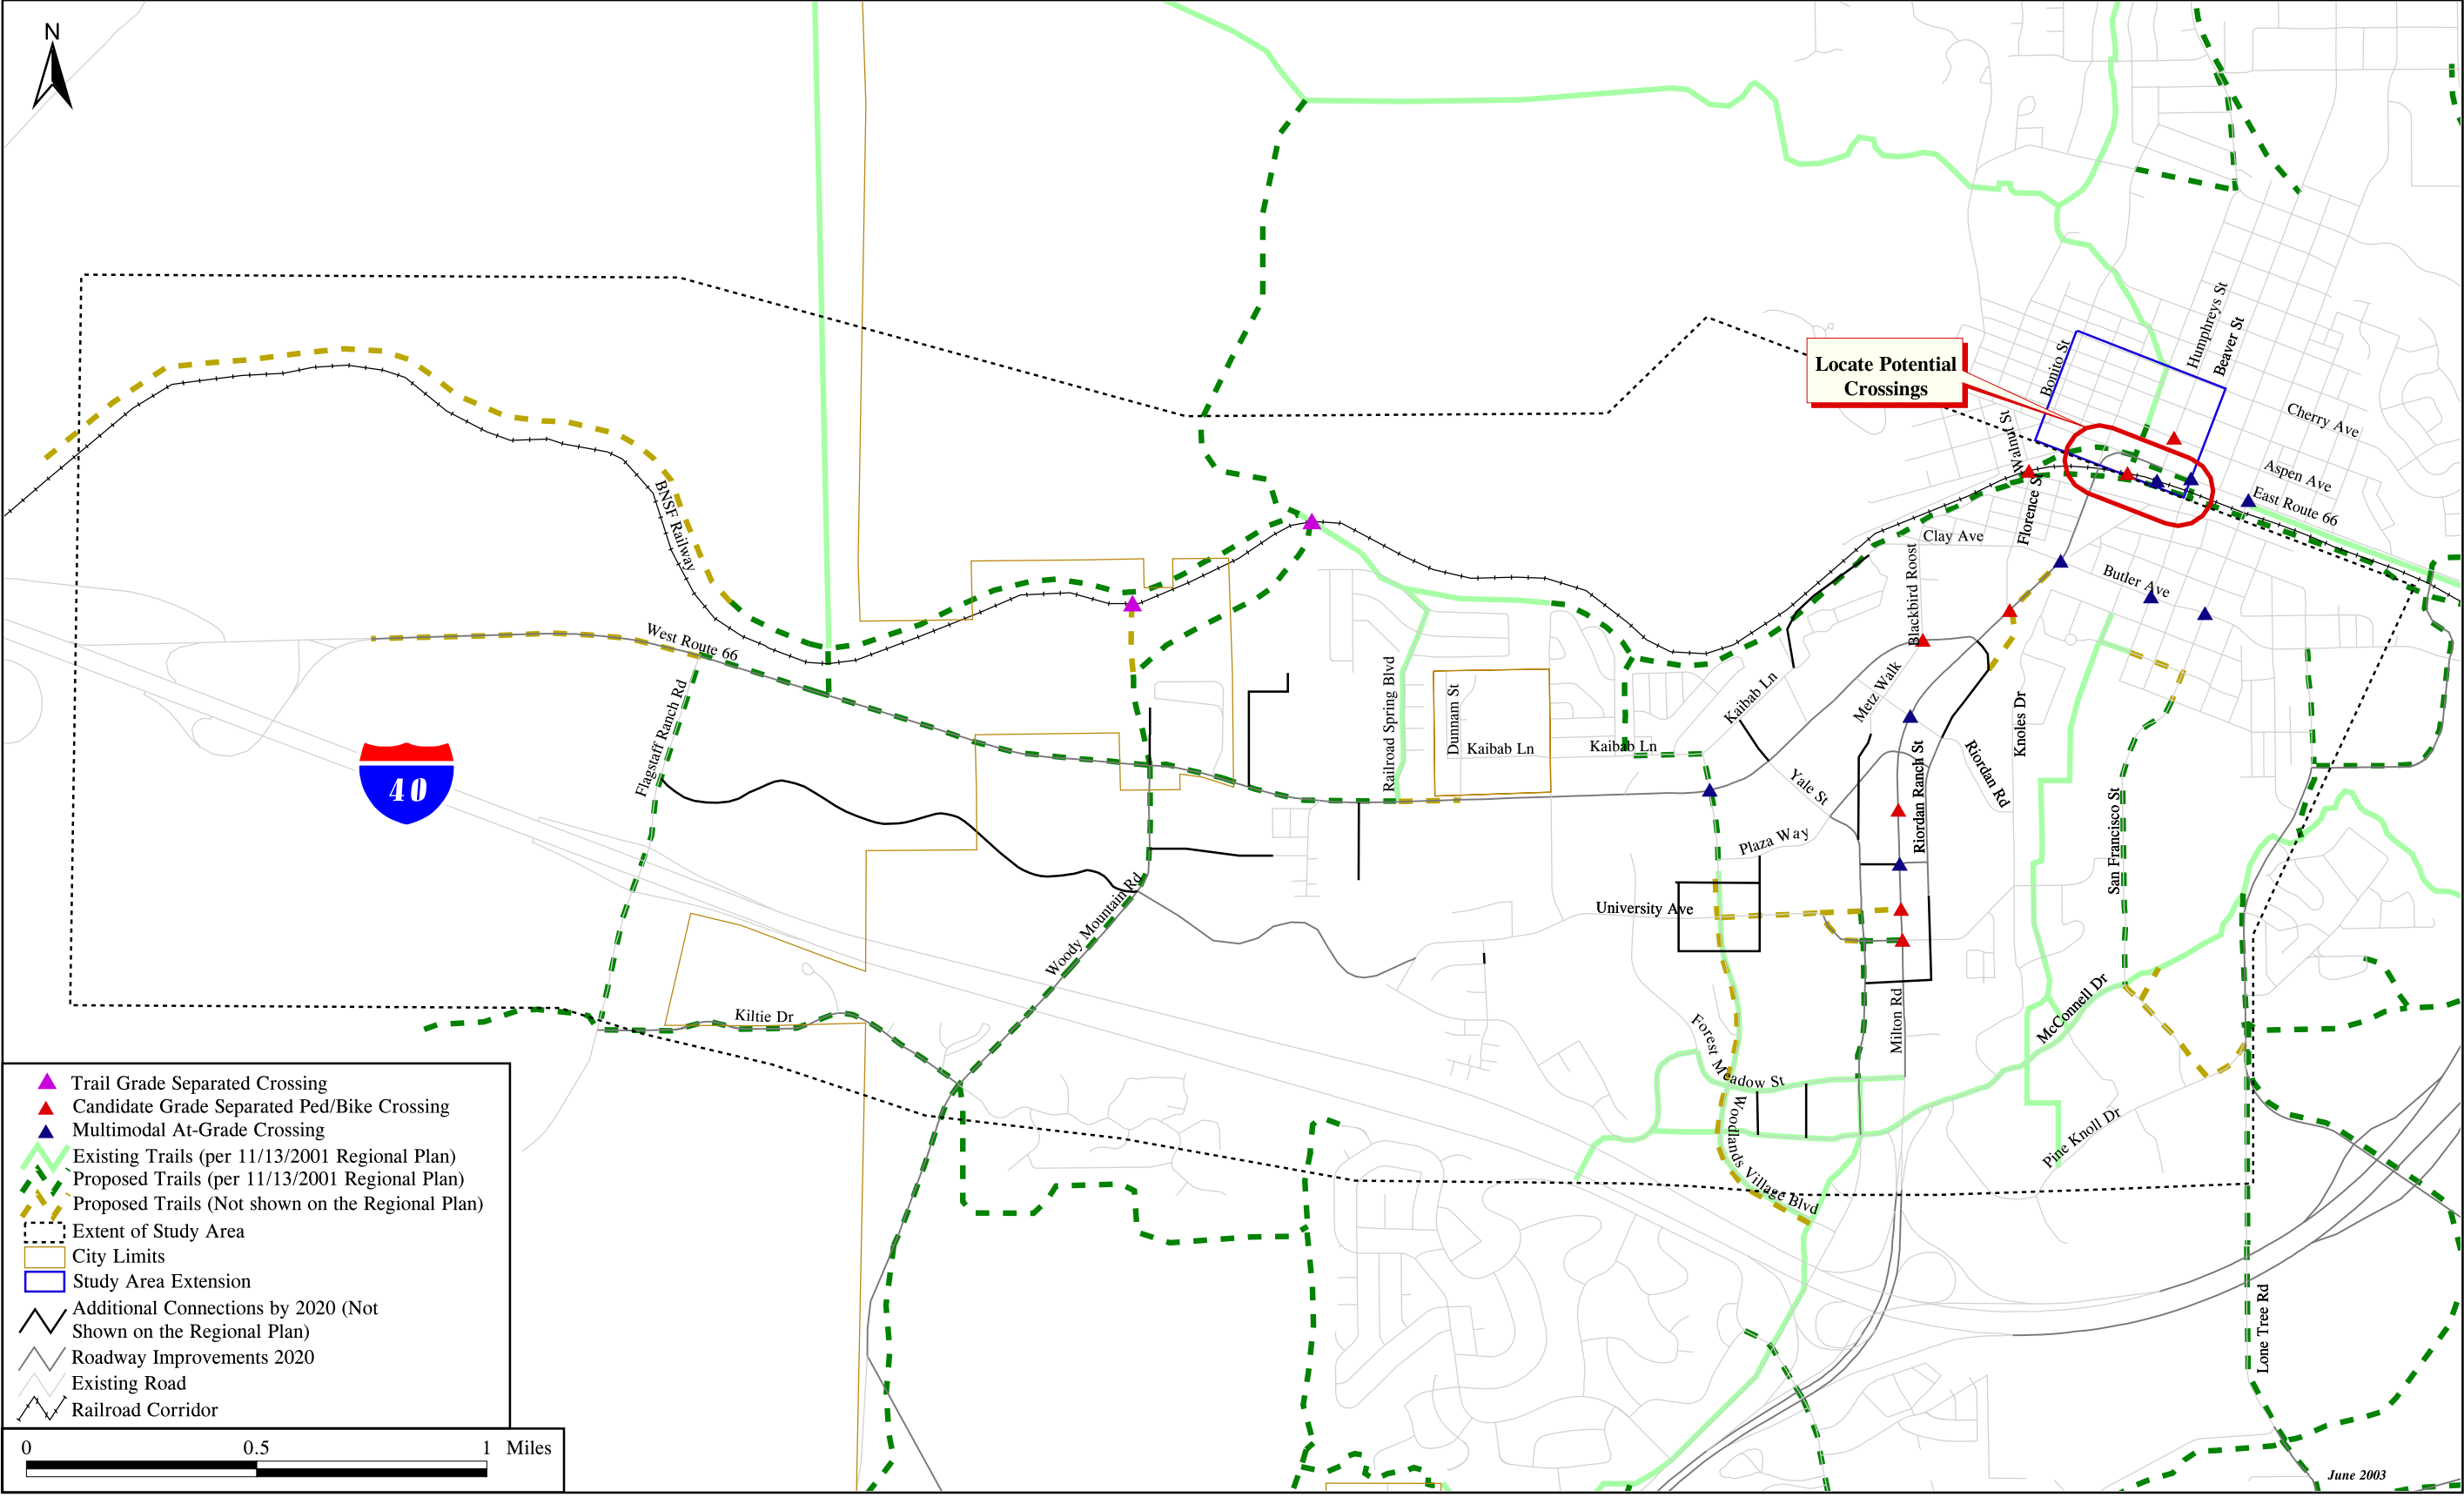 N
Locate Potential
Crossings
Humphreys St
Beaver St
Bonito St
Walnut St
Cherry Ave
Aspen Ave
East Route 66
Florence St
Clay Ave
Blackbird Roost
Butler Ave
BNSF Railway
West Route 66
Flagstaff Ranch Rd
40
Railroad Spring Blvd
Dunnam St
Kaibab Ln
Kaibab Ln
Kaibab Ln
Metz Walk
Yale St
Riordan Ranch St
Riordan Rd
Knoles Dr
San Francisco St
Plaza Way
University Ave
Woody Mountain Rd
Kiltie Dr
Milton Rd
McConnell Dr
Forest Meadow St
Woodlands Village Blvd
Pine Knoll Dr
Lone Tree Rd
Trail Grade Separated Crossing
Candidate Grade Separated Ped/Bike Crossing
Multimodal At-Grade Crossing
Existing Trails (per 11/13/2001 Regional Plan)
Proposed Trails (per 11/13/2001 Regional Plan)
Proposed Trails (Not shown on the Regional Plan)
Extent of Study Area
City Limits
Study Area Extension
Additional Connections by 2020 (Not
Shown on the Regional Plan)
Roadway Improvements 2020
Existing Road
Railroad Corridor
0 0.5 1 Miles
June 2003